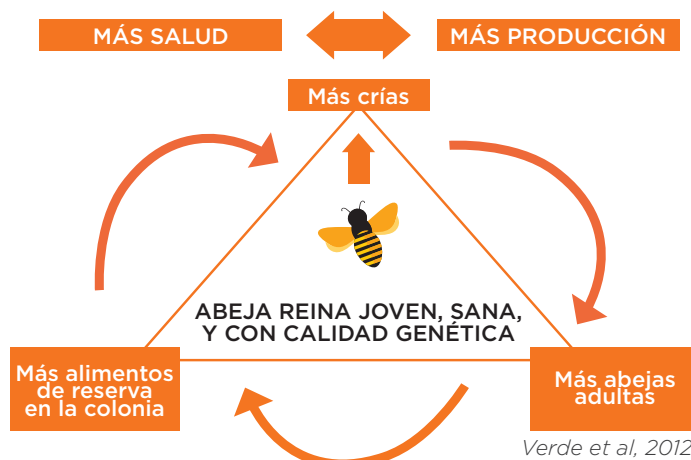 MÁS SALUD
MÁS PRODUCCIÓN
Más crías
ABEJA REINA JOVEN, SANA,
Y CON CALIDAD GENÉTICA
Más alimentos
de reserva
en la colonia
Más abejas
adultas
Verde et al, 2012